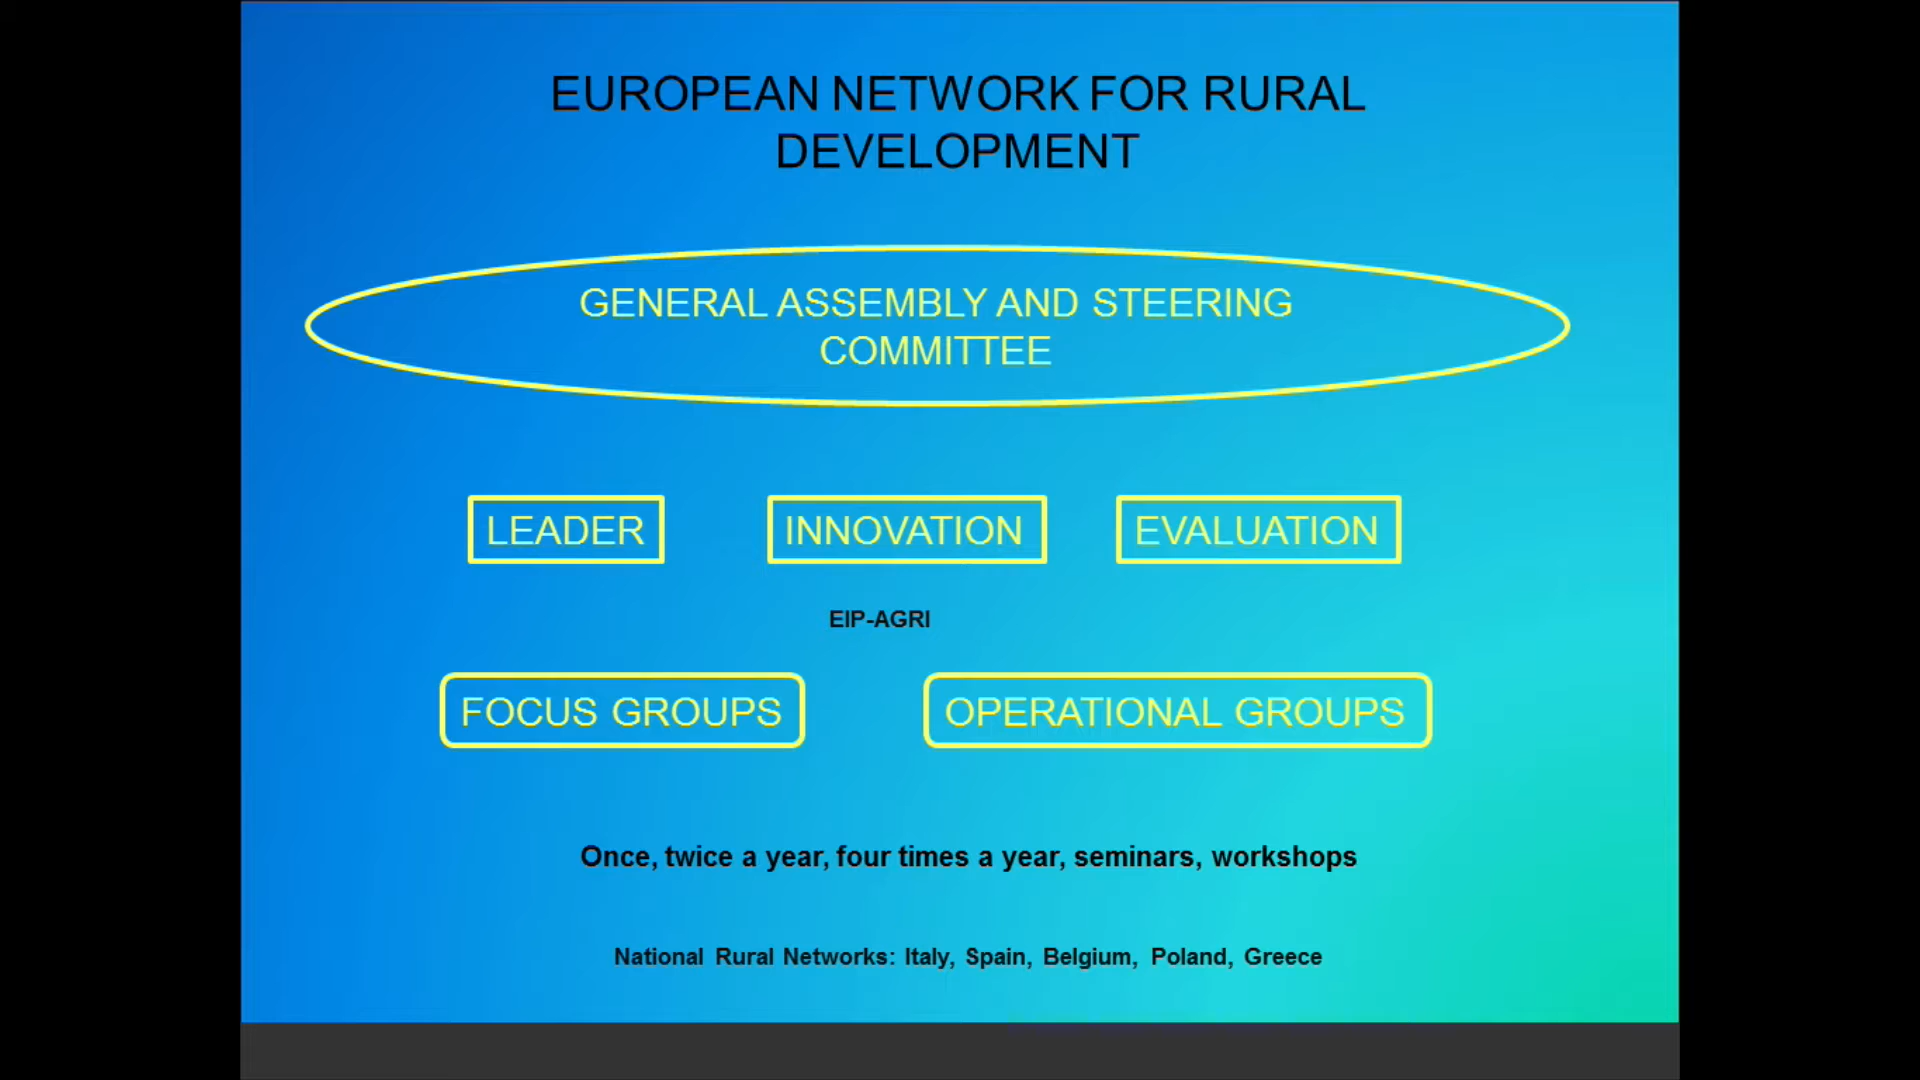 EUROPEAN NETWORK FOR RURAL
DEVELOPMENT
GENERAL ASSEMBLY AND STEERING
COMMITTEE
LEADER
INNOVATION
EVALUATION
EIP-AGRI
FOCUS GROUPS
OPERATIONAL GROUPS
Once, twice a year, four times a year, seminars, workshops
National Rural Networks: Italy, Spain, Belgium, Poland, Greece